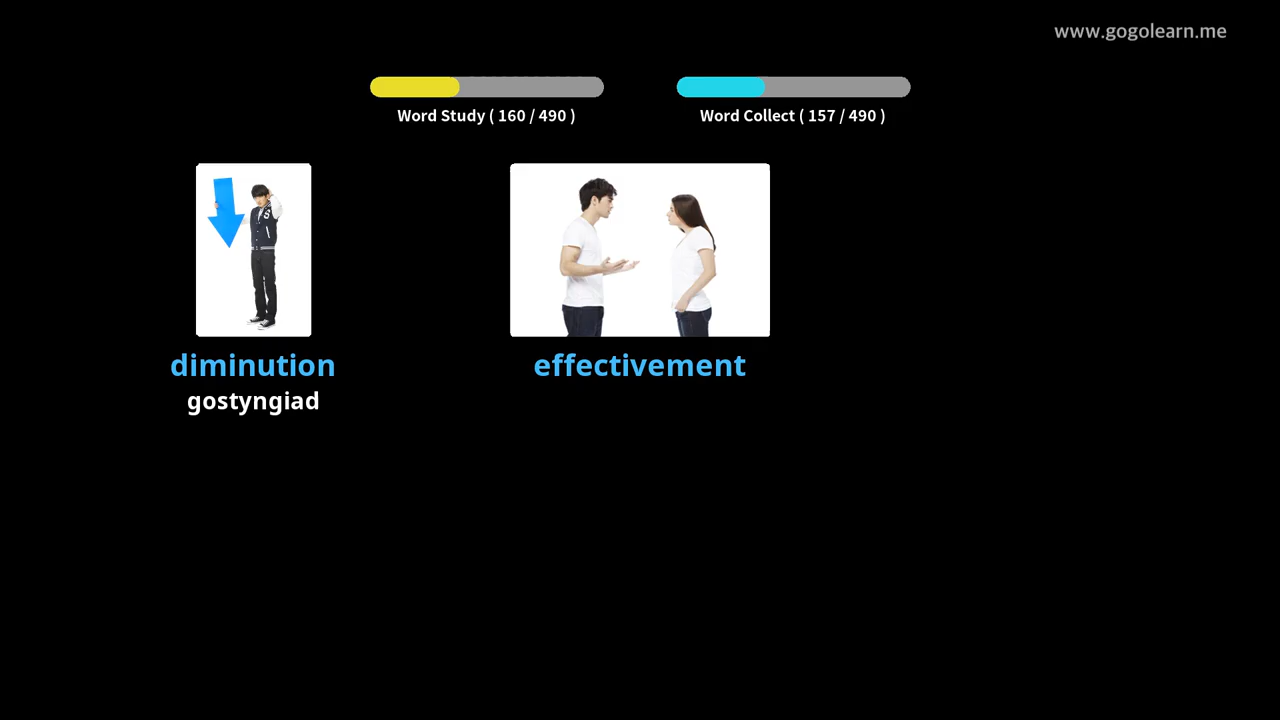 www.gogolearn.me
Word Study ( 160 / 490 )
Word Collect ( 157 / 490 )
S
diminution
effectivement
gostyngiad